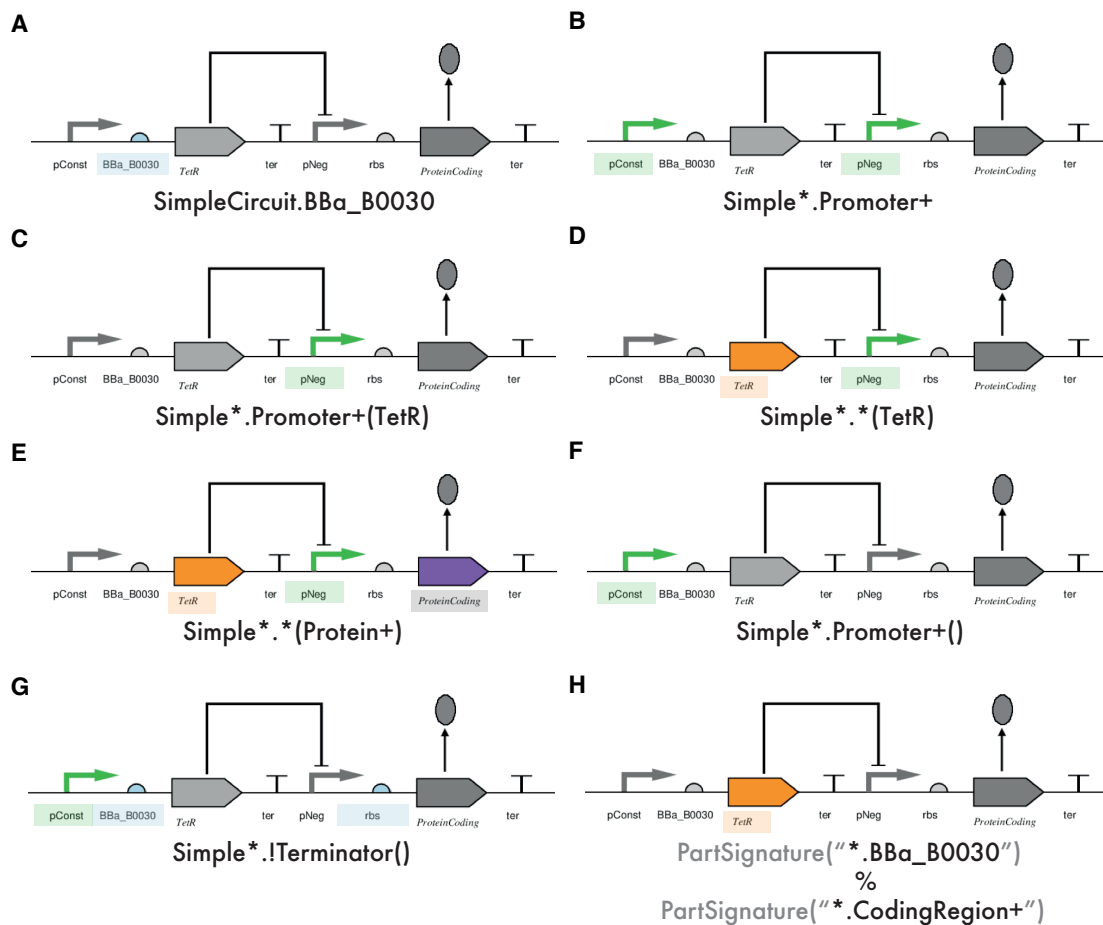 A
pConst BBa_B0030 TetR ter pNeg rbs ProteinCoding ter
SimpleCircuit.BBa_B0030
B
pConst BBa_B0030 TetR ter pNeg rbs ProteinCoding ter
Simple*.Promoter+
C
pConst BBa_B0030 TetR ter pNeg rbs ProteinCoding ter
Simple*.Promoter+(TetR)
D
pConst BBa_B0030 TetR ter pNeg rbs ProteinCoding ter
Simple*.*(TetR)
E
pConst BBa_B0030 TetR ter pNeg rbs ProteinCoding ter
Simple*.*(Protein+)
F
pConst BBa_B0030 TetR ter pNeg rbs ProteinCoding ter
Simple*.Promoter+()
G
pConst BBa_B0030 TetR ter pNeg rbs ProteinCoding ter
Simple*.!Terminator()
H
pConst BBa_B0030 TetR ter pNeg rbs ProteinCoding ter
PartSignature(“*.BBa_B0030”)
%
PartSignature(“*.CodingRegion+”)